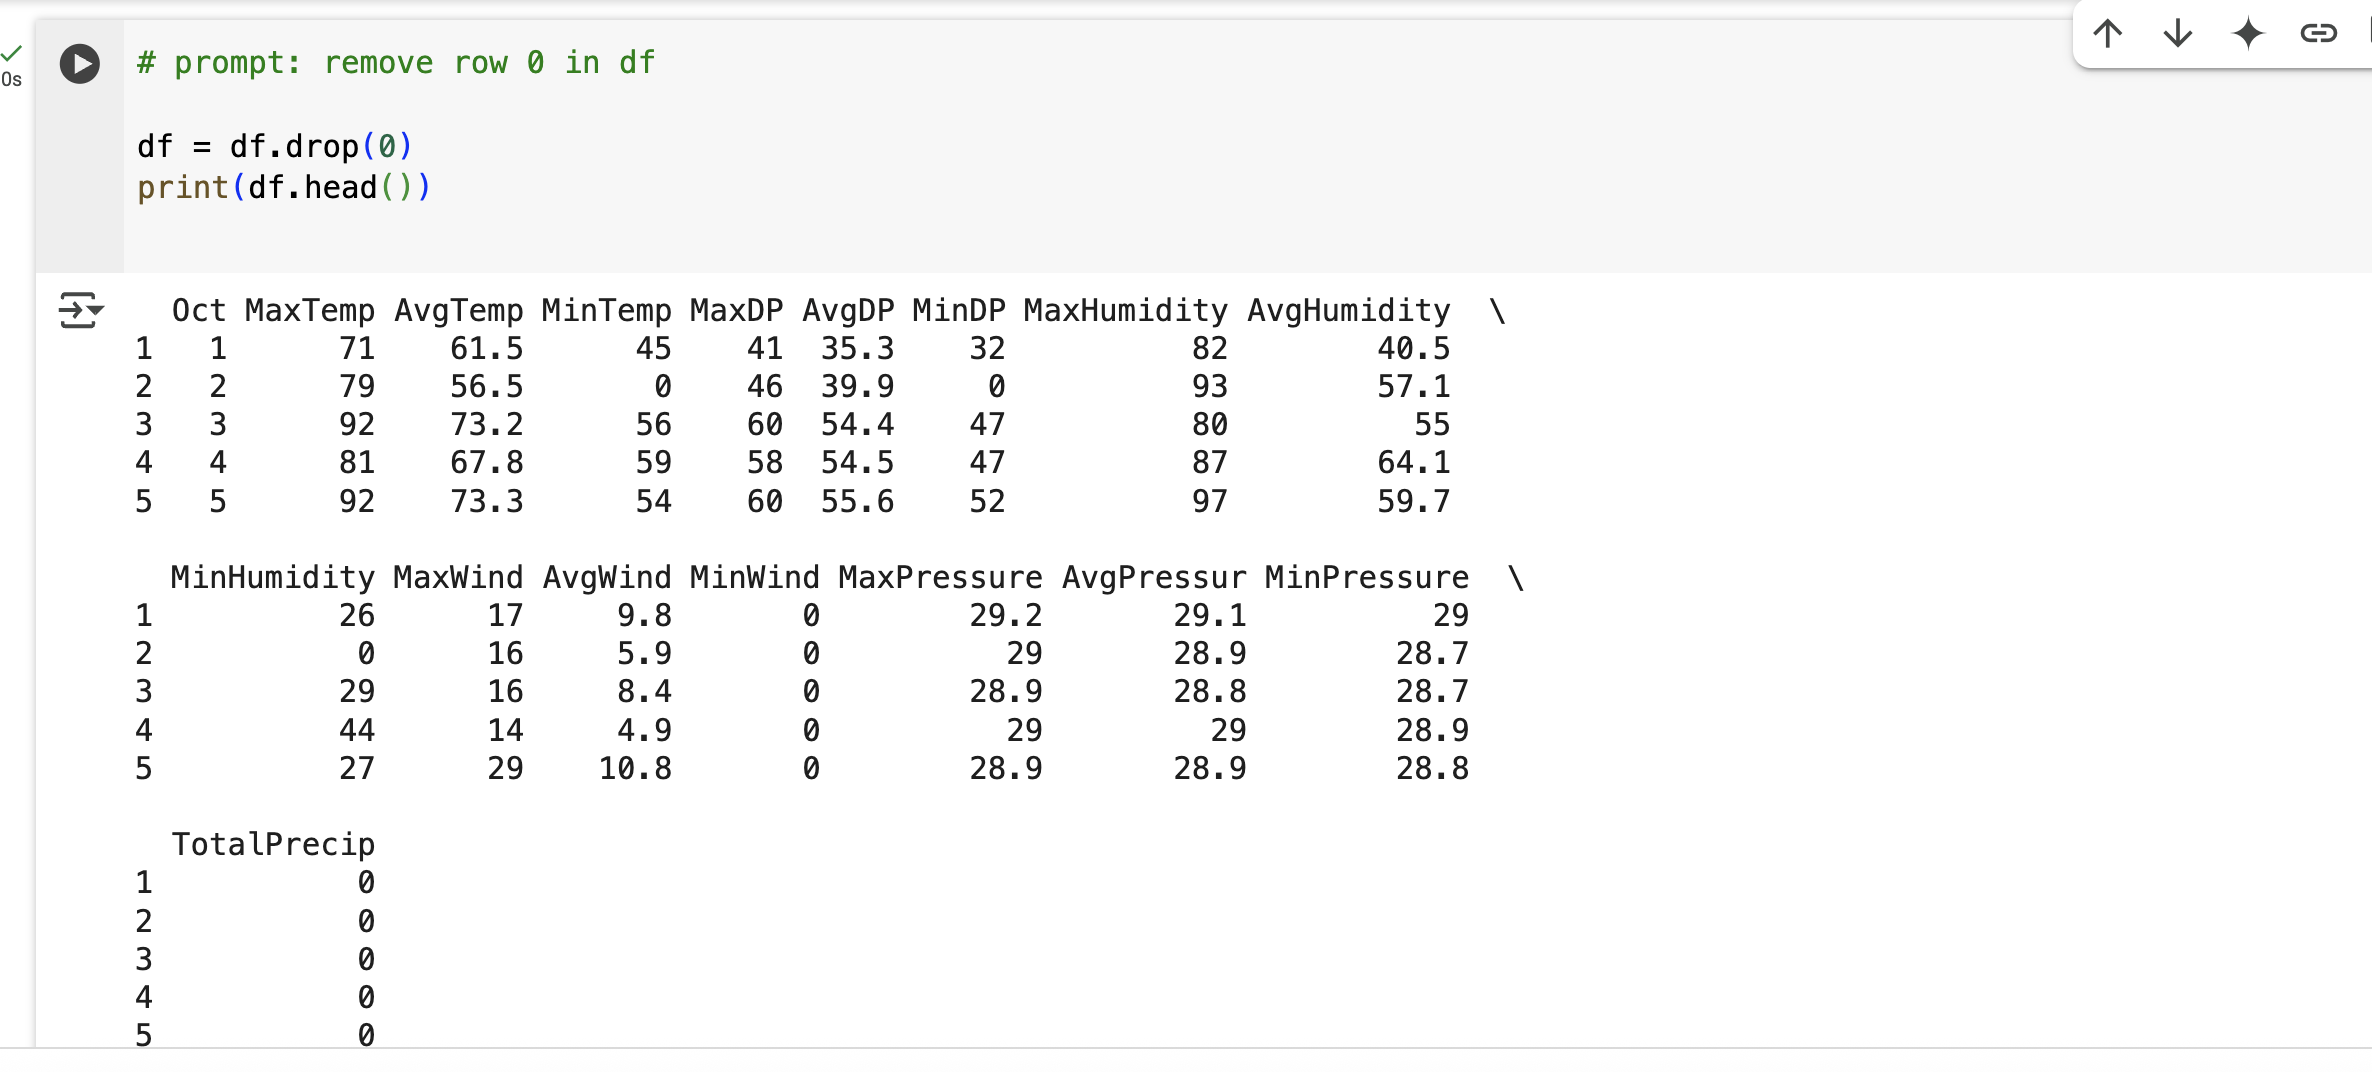 # prompt: remove row 0 in df
0s
df = df.drop(0)
print(df.head())
Oct MaxTemp AvgTemp MinTemp MaxDP AvgDP MinDP MaxHumidity AvgHumidity \
1 1 71 61.5 45 41 35.3 32 82 40.5
2 2 79 56.5 0 46 39.9 0 93 57.1
3 3 92 73.2 56 60 54.4 47 80 55
4 4 81 67.8 59 58 54.5 47 87 64.1
5 5 92 73.3 54 60 55.6 52 97 59.7
MinHumidity MaxWind AvgWind MinWind MaxPressure AvgPressur MinPressure \
1 26 17 9.8 0 29.2 29.1 29
2 0 16 5.9 0 29 28.9 28.7
3 29 16 8.4 0 28.9 28.8 28.7
4 44 14 4.9 0 29 29 28.9
5 27 29 10.8 0 28.9 28.9 28.8
TotalPrecip
1 0
2 0
3 0
4 0
5 0